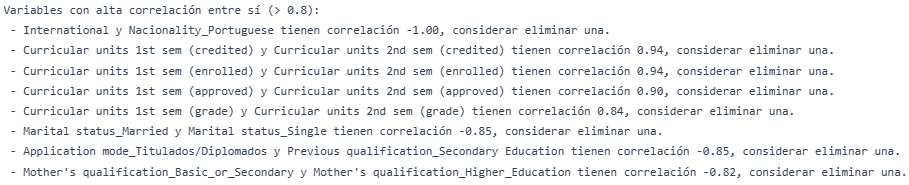 Variables con alta correlación entre sí (> 0.8):
- International y Nacionality_Portuguese tienen correlación -1.00, considerar eliminar una.
- Curricular units 1st sem (credited) y Curricular units 2nd sem (credited) tienen correlación 0.94, considerar eliminar una.
- Curricular units 1st sem (enrolled) y Curricular units 2nd sem (enrolled) tienen correlación 0.94, considerar eliminar una.
- Curricular units 1st sem (approved) y Curricular units 2nd sem (approved) tienen correlación 0.90, considerar eliminar una.
- Curricular units 1st sem (grade) y Curricular units 2nd sem (grade) tienen correlación 0.84, considerar eliminar una.
- Marital status_Married y Marital status_Single tienen correlación -0.85, considerar eliminar una.
- Application mode_Titulados/Diplomados y Previous qualification_Secondary Education tienen correlación -0.85, considerar eliminar una.
- Mother's qualification_Basic_or_Secondary y Mother's qualification_Higher_Education tienen correlación -0.82, considerar eliminar una.